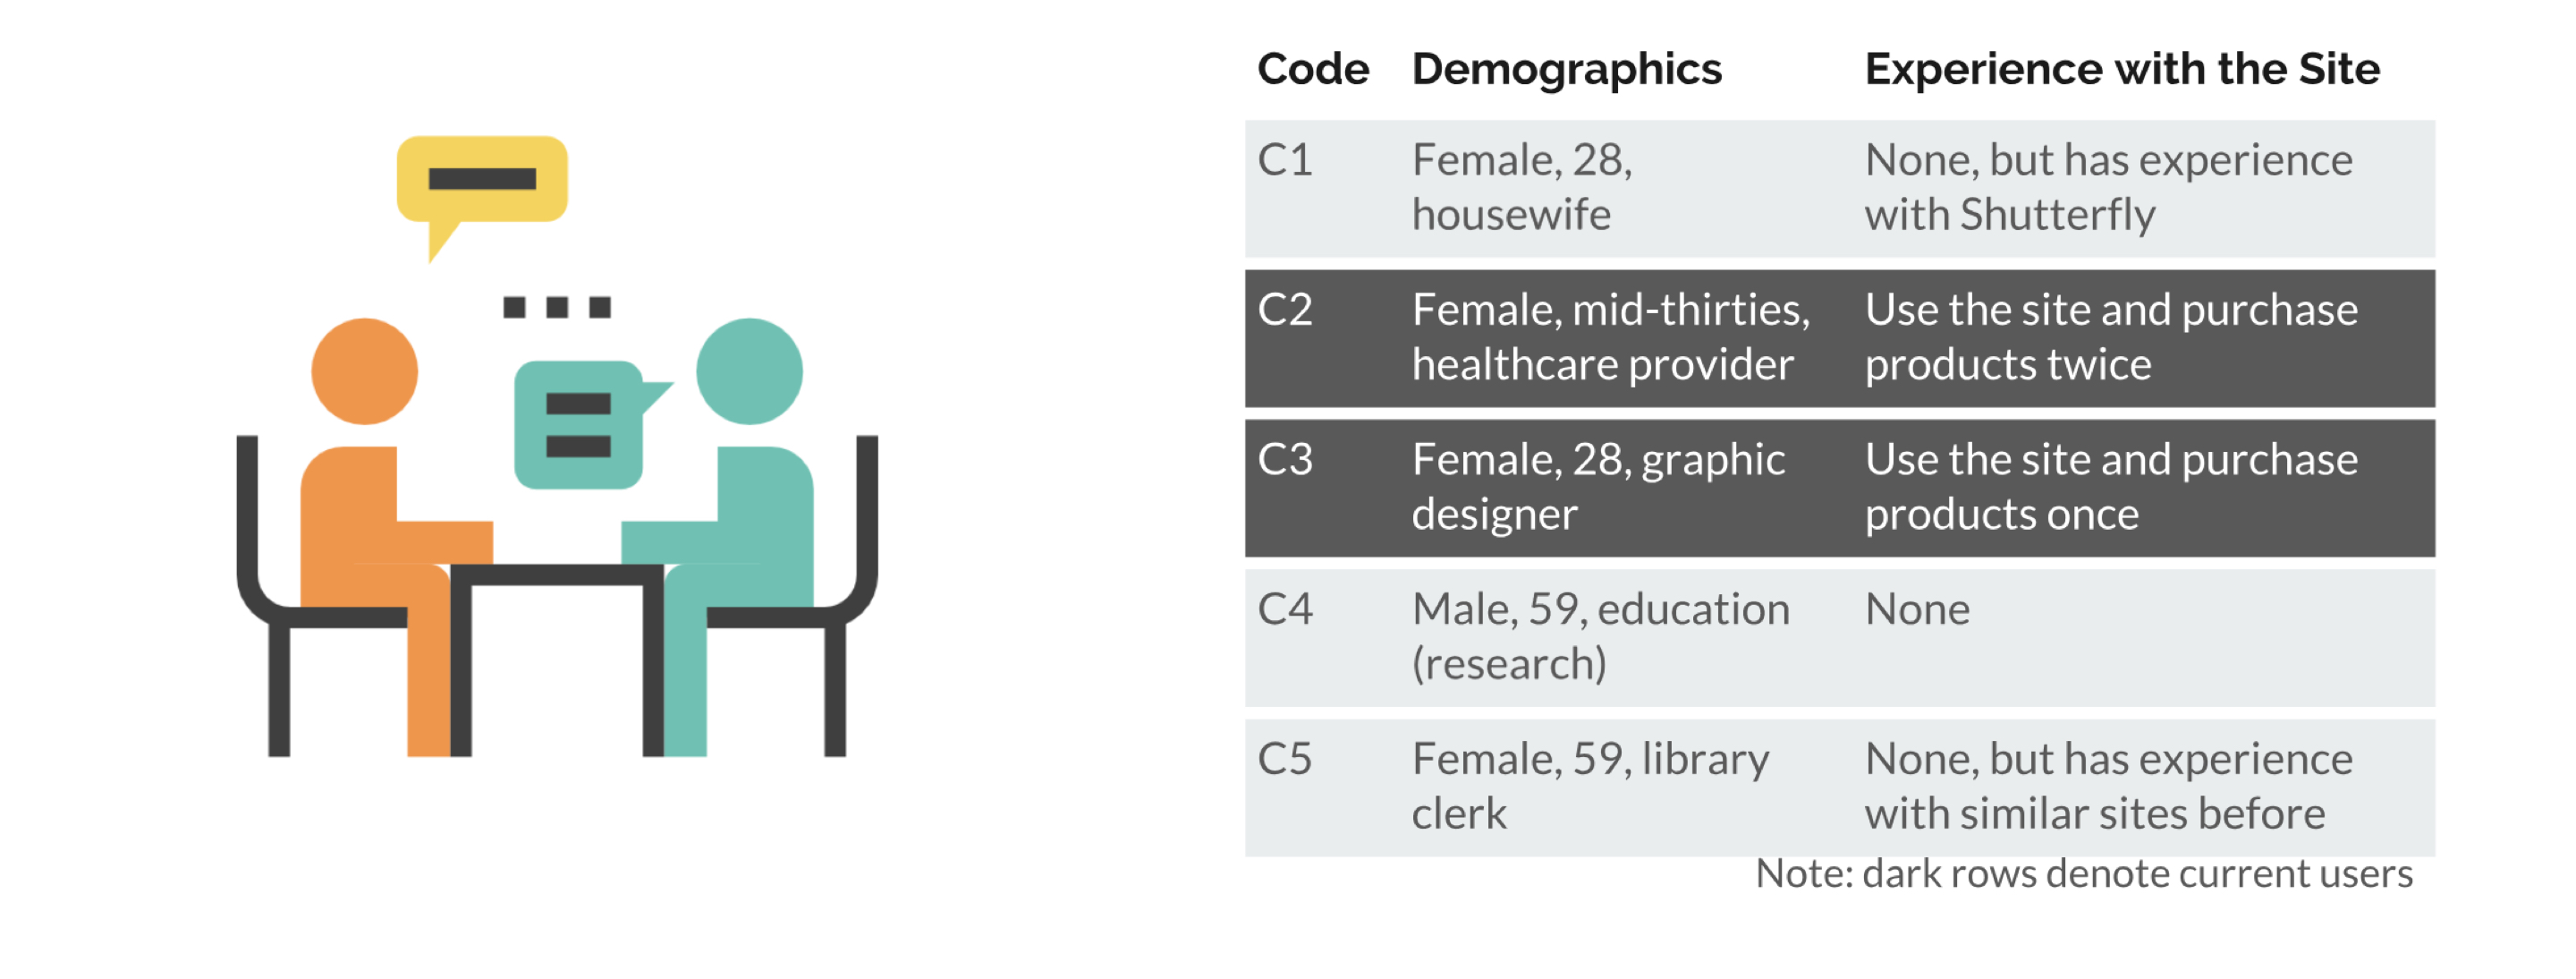 Code Demographics Experience with the Site
C1 Female, 28, None, but has experience
housewife with Shutterfly
C2 Female, mid-thirties, Use the site and purchase
healthcare provider products twice
C3 Female, 28, graphic Use the site and purchase
designer products once
C4 Male, 59, education None
(research)
C5 Female, 59, library None, but has experience
clerk with similar sites before
Note: dark rows denote current users